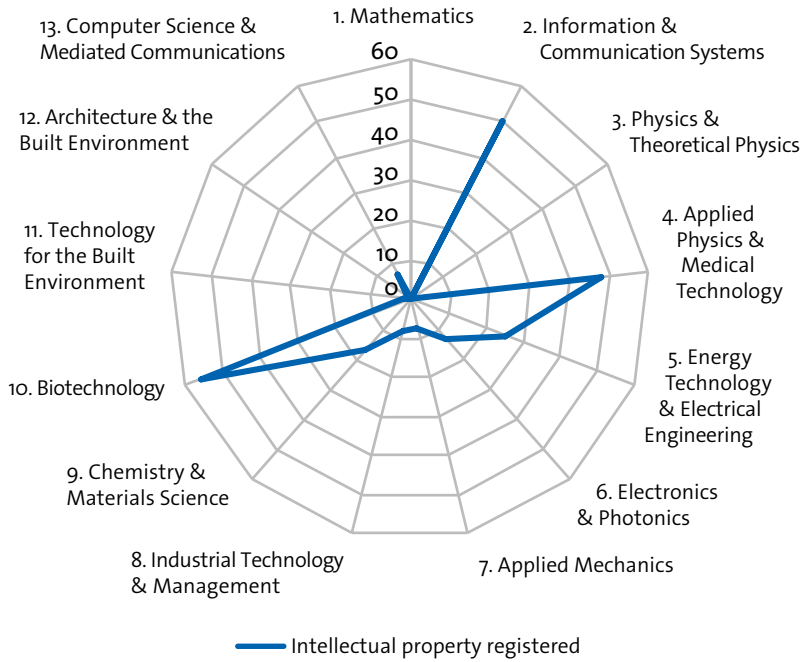 1. Mathematics
2. Information &
Communication Systems
3. Physics &
Theoretical Physics
4. Applied
Physics &
Medical
Technology
5. Energy
Technology
& Electrical
Engineering
6. Electronics
& Photonics
7. Applied Mechanics
8. Industrial Technology
& Management
9. Chemistry &
Materials Science
10. Biotechnology
11. Technology
for the Built
Environment
12. Architecture & the
Built Environment
13. Computer Science &
Mediated Communications
60
50
40
30
20
10
0
Intellectual property registered